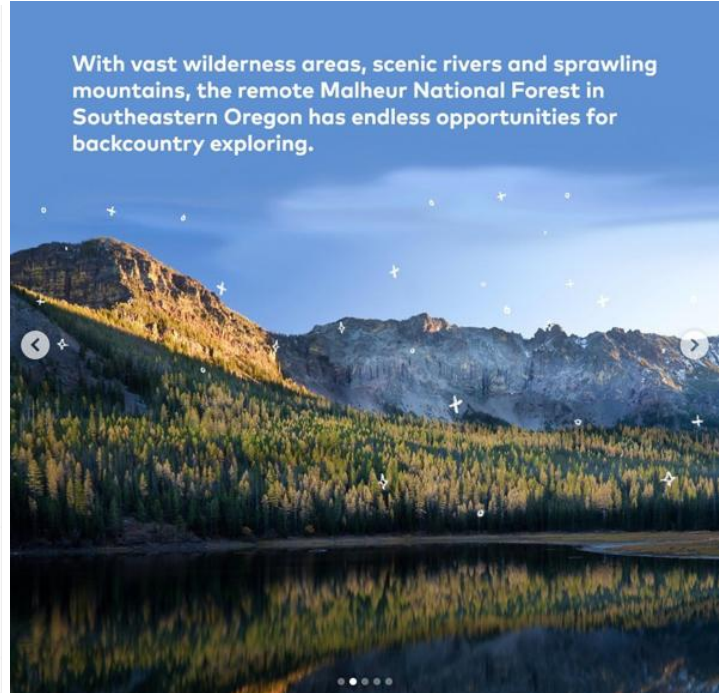 With vast wilderness areas, scenic rivers and sprawling
mountains, the remote Malheur National Forest in
Southeastern Oregon has endless opportunities for
backcountry exploring.